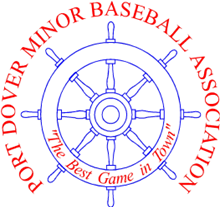 PORT DOVER MINOR BASEBALL ASSOCIATION
"The Best Game in Town"